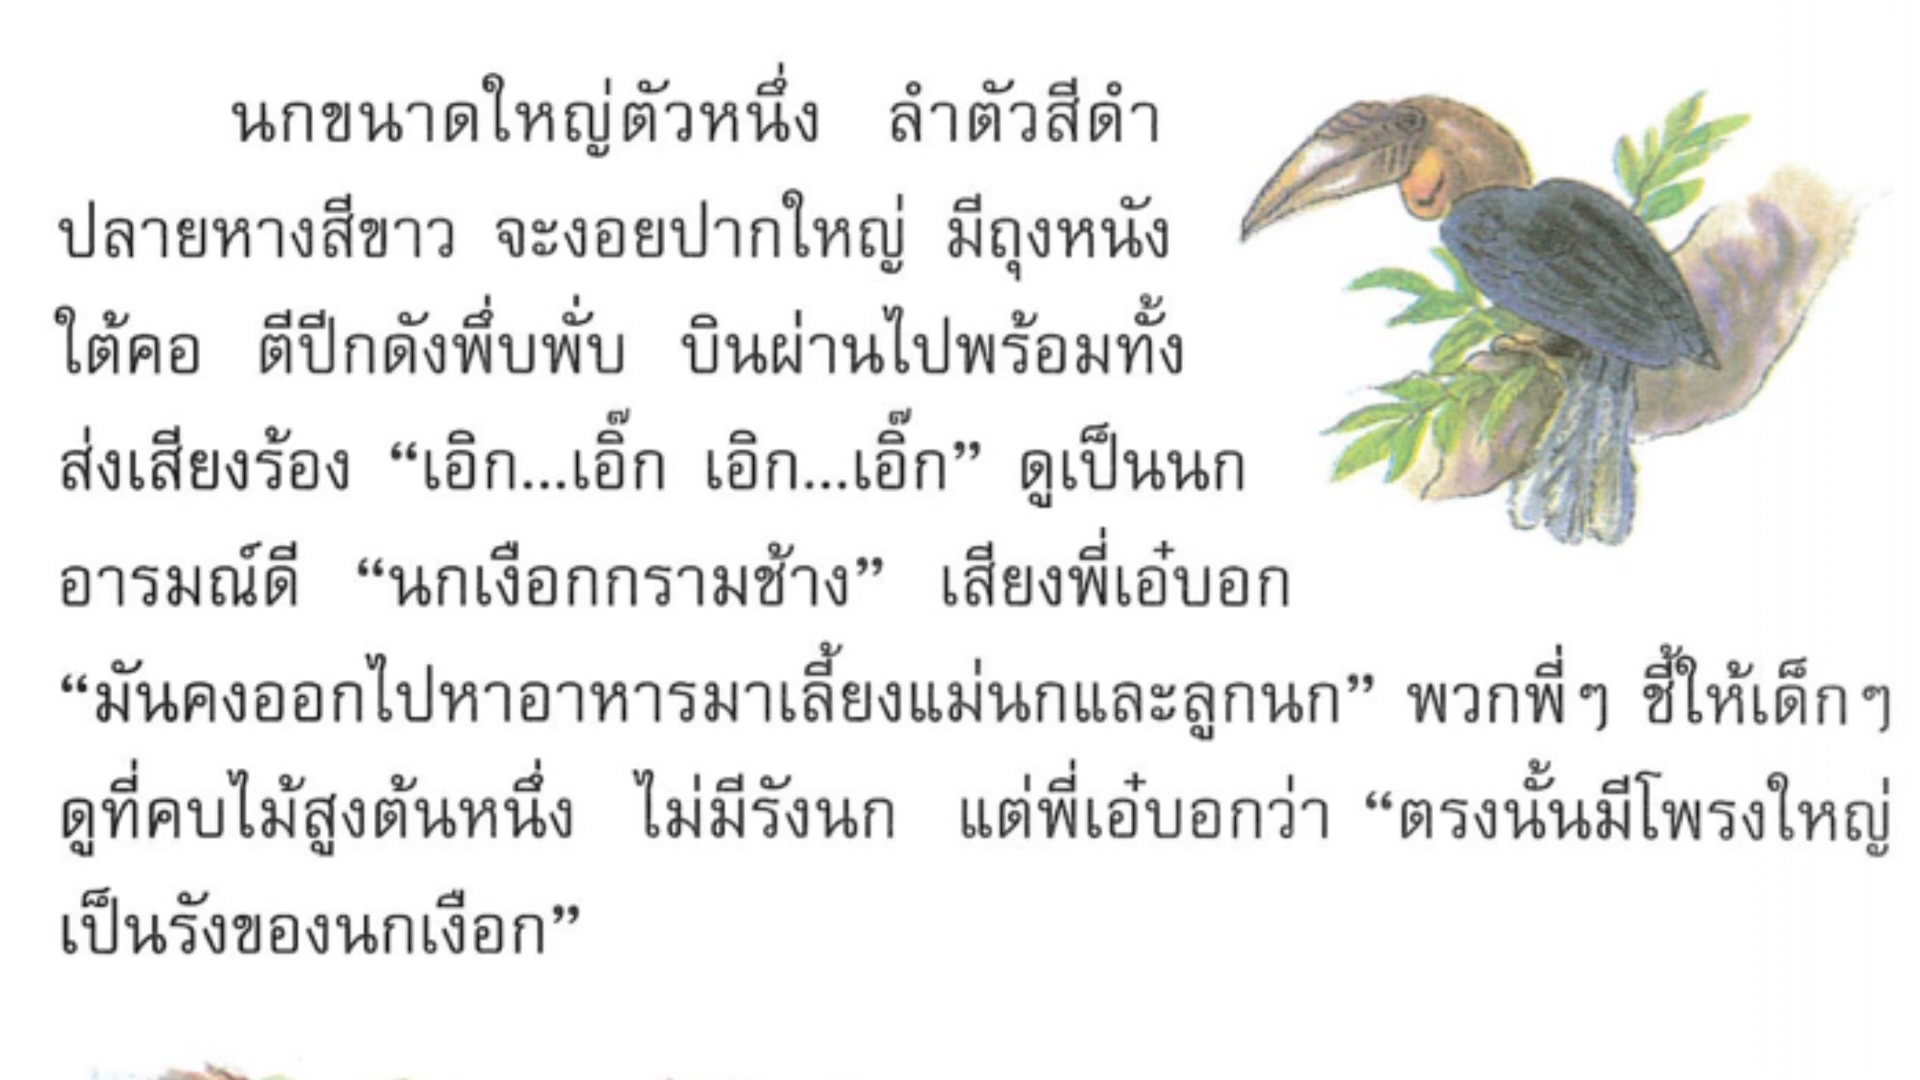 นกขนาดใหญ่ตัวหนึ่ง ลำตัวสีดำ
ปลายหางสีขาว จะงอยปากใหญ่ มีถุงหนัง
ใต้คอ ตีปีกดังพึ่บพั่บ บินผ่านไปพร้อมทั้ง
ส่งเสียงร้อง “เอิก...เอิ๊ก เอิก...เอิ๊ก” ดูเป็นนก
อารมณ์ดี “นกเงือกกรามช้าง” เสียงพี่เอ๋บอก
“มันคงออกไปหาอาหารมาเลี้ยงแม่นกและลูกนก” พวกพี่ๆ ชี้ให้เด็กๆ
ดูที่คบไม้สูงต้นหนึ่ง ไม่มีรังนก แต่พี่เอ๋บอกว่า “ตรงนั้นมีโพรงใหญ่
เป็นรังของนกเงือก”